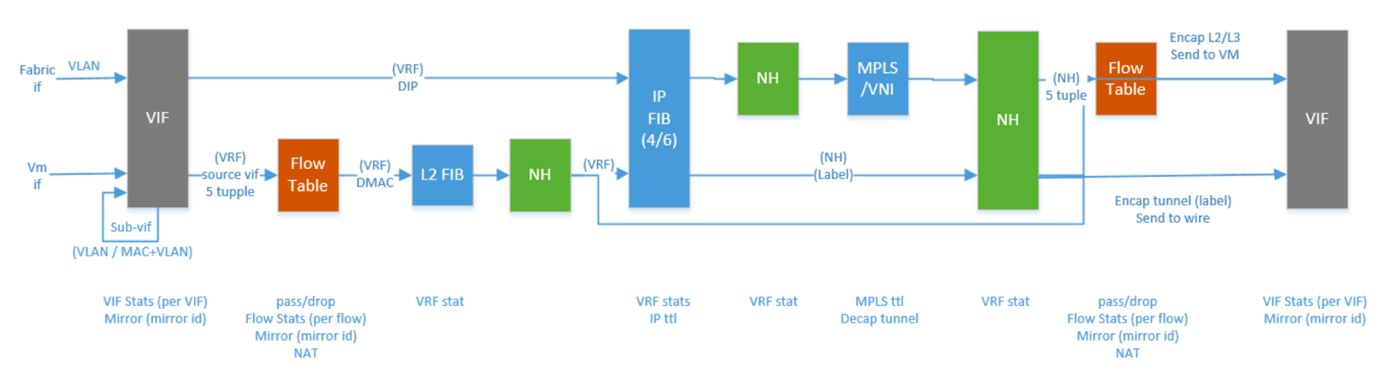 Fabric
if
VLAN
VIF
(VRF)
DIP
IP
FIB
(4/6)
NH
MPLS
/VNI
NH
(NH)
5 tuple
Flow
Table
Encap L2/L3
Send to VM
VIF
Vm
if
(VRF)
source vif
5 tupple
Flow
Table
(VRF)
DMAC
L2 FIB
NH
(VRF)
(NH)
(Label)
Encap tunnel (label)
Send to wire
Sub-vif
(VLAN / MAC+VLAN)
VIF Stats (per VIF)
Mirror (mirror id)
pass/drop
Flow Stats (per flow)
Mirror (mirror id)
NAT
VRF stat
VRF stats
IP ttl
VRF stat
MPLS ttl
Decap tunnel
VRF stat
pass/drop
Flow Stats (per flow)
Mirror (mirror id)
NAT
VIF Stats (per VIF)
Mirror (mirror id)